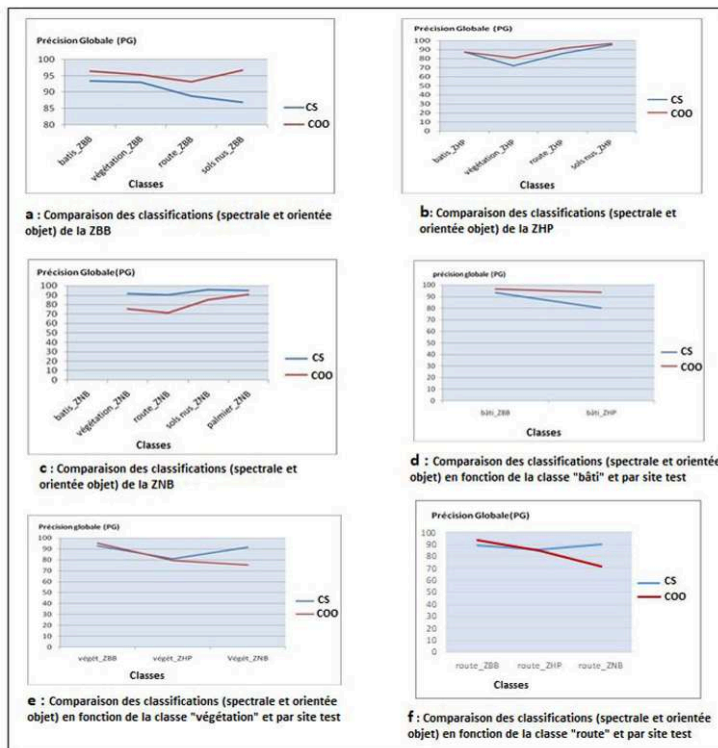 Précision Globale (PG)
100
95
90
85
80
CS
COO
batis_ZBB
végétation_ZBB
route_ZBB
sols nus_ZBB
Classes
a : Comparaison des classifications (spectrale et orientée
objet) de la ZBB
Précision Globale (PG)
100
90
80
70
60
50
40
30
20
10
0
CS
COO
batis_ZHP
végétation_ZHP
route_ZHP
sols nus_ZHP
Classes
b: Comparaison des classifications (spectrale et
orientée objet) de la ZHP
Précision Globale(PG)
100
90
80
70
60
50
40
30
20
10
0
CS
COO
batis_ZNB
végétation_ZNB
route_ZNB
sols nus_ZNB
palmier_ZNB
Classes
c : Comparaison des classifications (spectrale et
orientée objet) de la ZNB
précision globale (PG)
100
90
80
70
60
50
40
30
20
10
0
CS
COO
bâti_ZBB
bâti_ZHP
Classes
d : Comparaison des classifications (spectrale et orientée
objet) en fonction de la classe "bâti" et par site test
Précision globale (PG)
100
90
80
70
60
50
40
30
20
10
0
CS
COO
végét_ZBB
végét_ZHP
Végét_ZNB
Classes
e : Comparaison des classifications (spectrale et orientée
objet) en fonction de la classe "végétation" et par site test
Précision Globale(PG)
100
90
80
70
60
50
40
30
20
10
0
CS
COO
route_ZBB
route_ZHP
route_ZNB
Classes
f : Comparaison des classifications (spectrale et orientée
objet) en fonction de la classe "route" et par site test